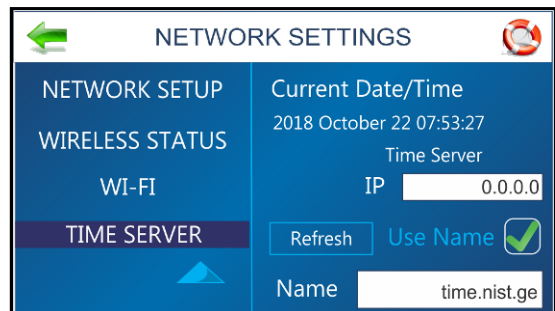 NETWORK SETTINGS
NETWORK SETUP
WIRELESS STATUS
WI-FI
TIME SERVER
Current Date/Time
2018 October 22 07:53:27
Time Server
IP 0.0.0.0
Refresh Use Name
Name time.nist.ge